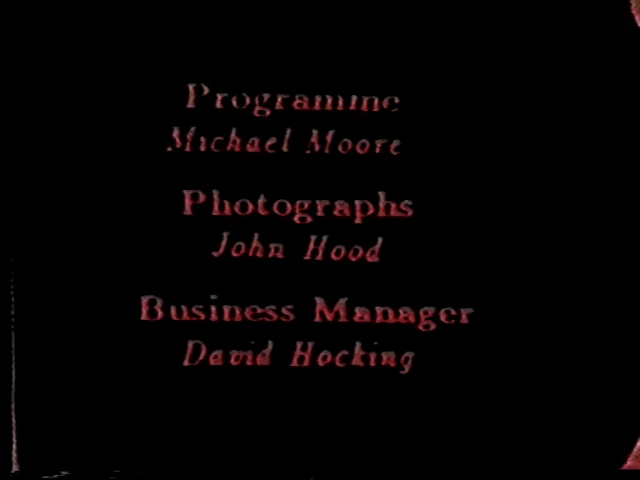 Programme
Michael Moore
Photographs
John Hood
Business Manager
David Hocking